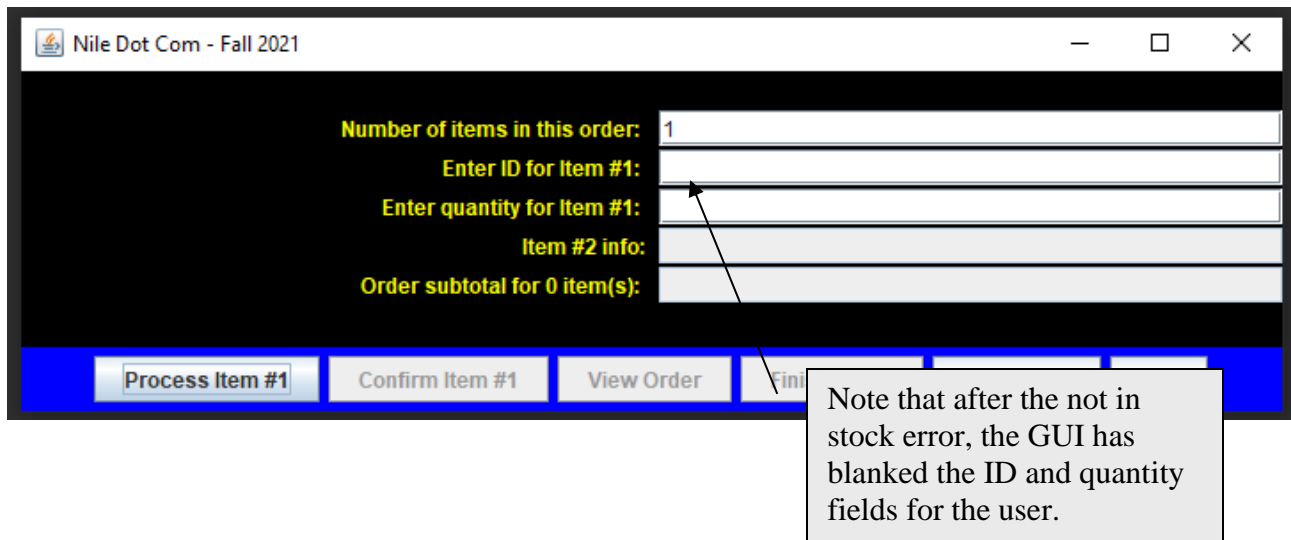 Nile Dot Com - Fall 2021
Number of items in this order: 1
Enter ID for Item #1:
Enter quantity for Item #1:
Item #2 info:
Order subtotal for 0 item(s):
Process Item #1 Confirm Item #1 View Order
Note that after the not in
stock error, the GUI has
blanked the ID and quantity
fields for the user.